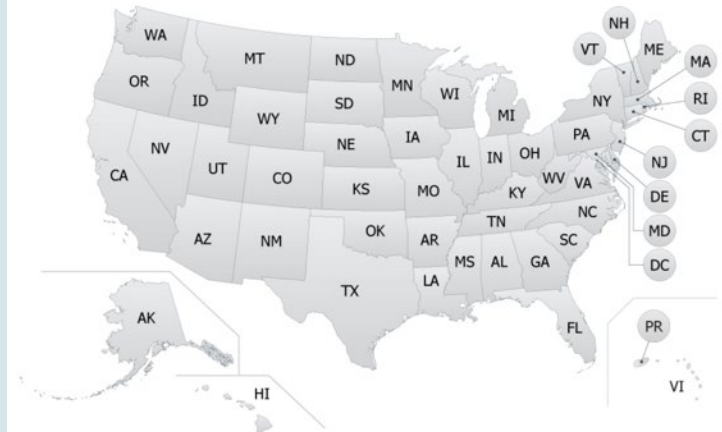 NH
VT
ME
WA
MA
MT
ND
MN
OR
RI
WI
ID
SD
NY
WY
MI
CT
IA
PA
NE
NV
NJ
IL
IN
OH
UT
CA
CO
WV
VA
DE
KS
MO
KY
NC
MD
TN
OK
AZ
NM
AR
SC
MS
AL
GA
DC
LA
TX
AK
FL
PR
HI
VI